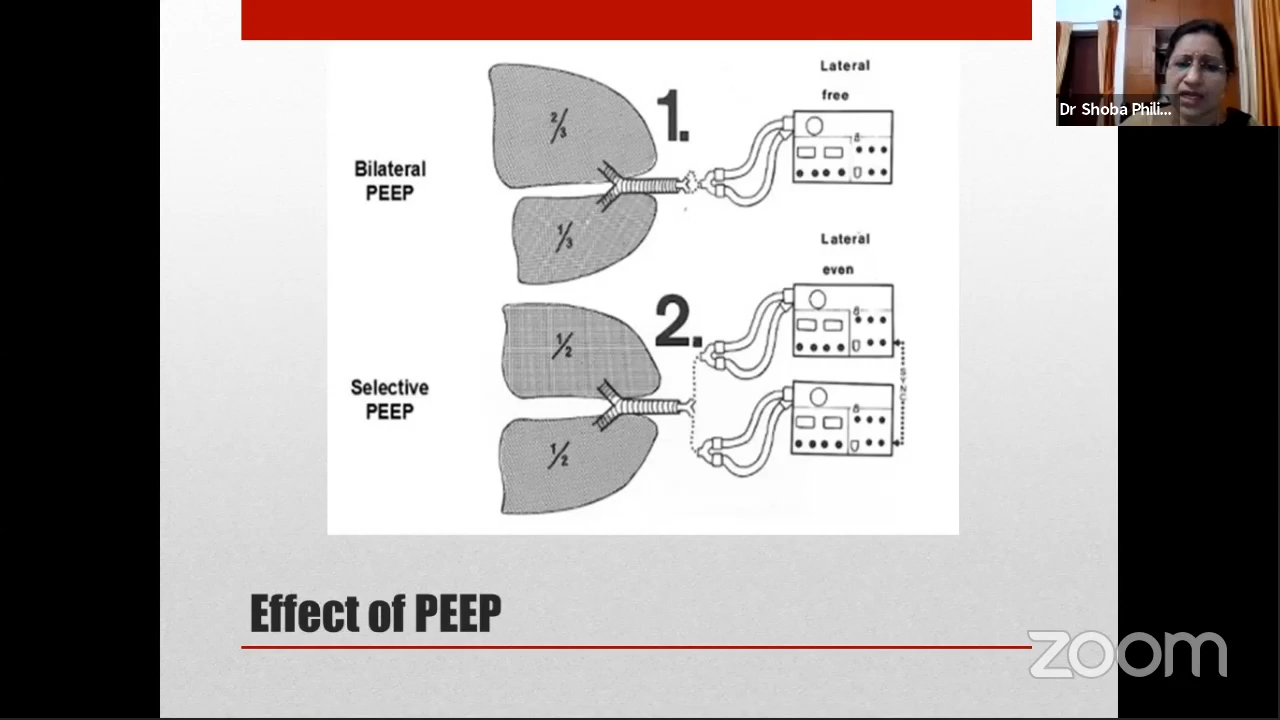 Dr Shoba Phili...
Lateral
free
1.
2/3
Bilateral
PEEP
1/3
Lateral
even
2.
1/2
Selective
PEEP
1/2
Effect of PEEP
zoom